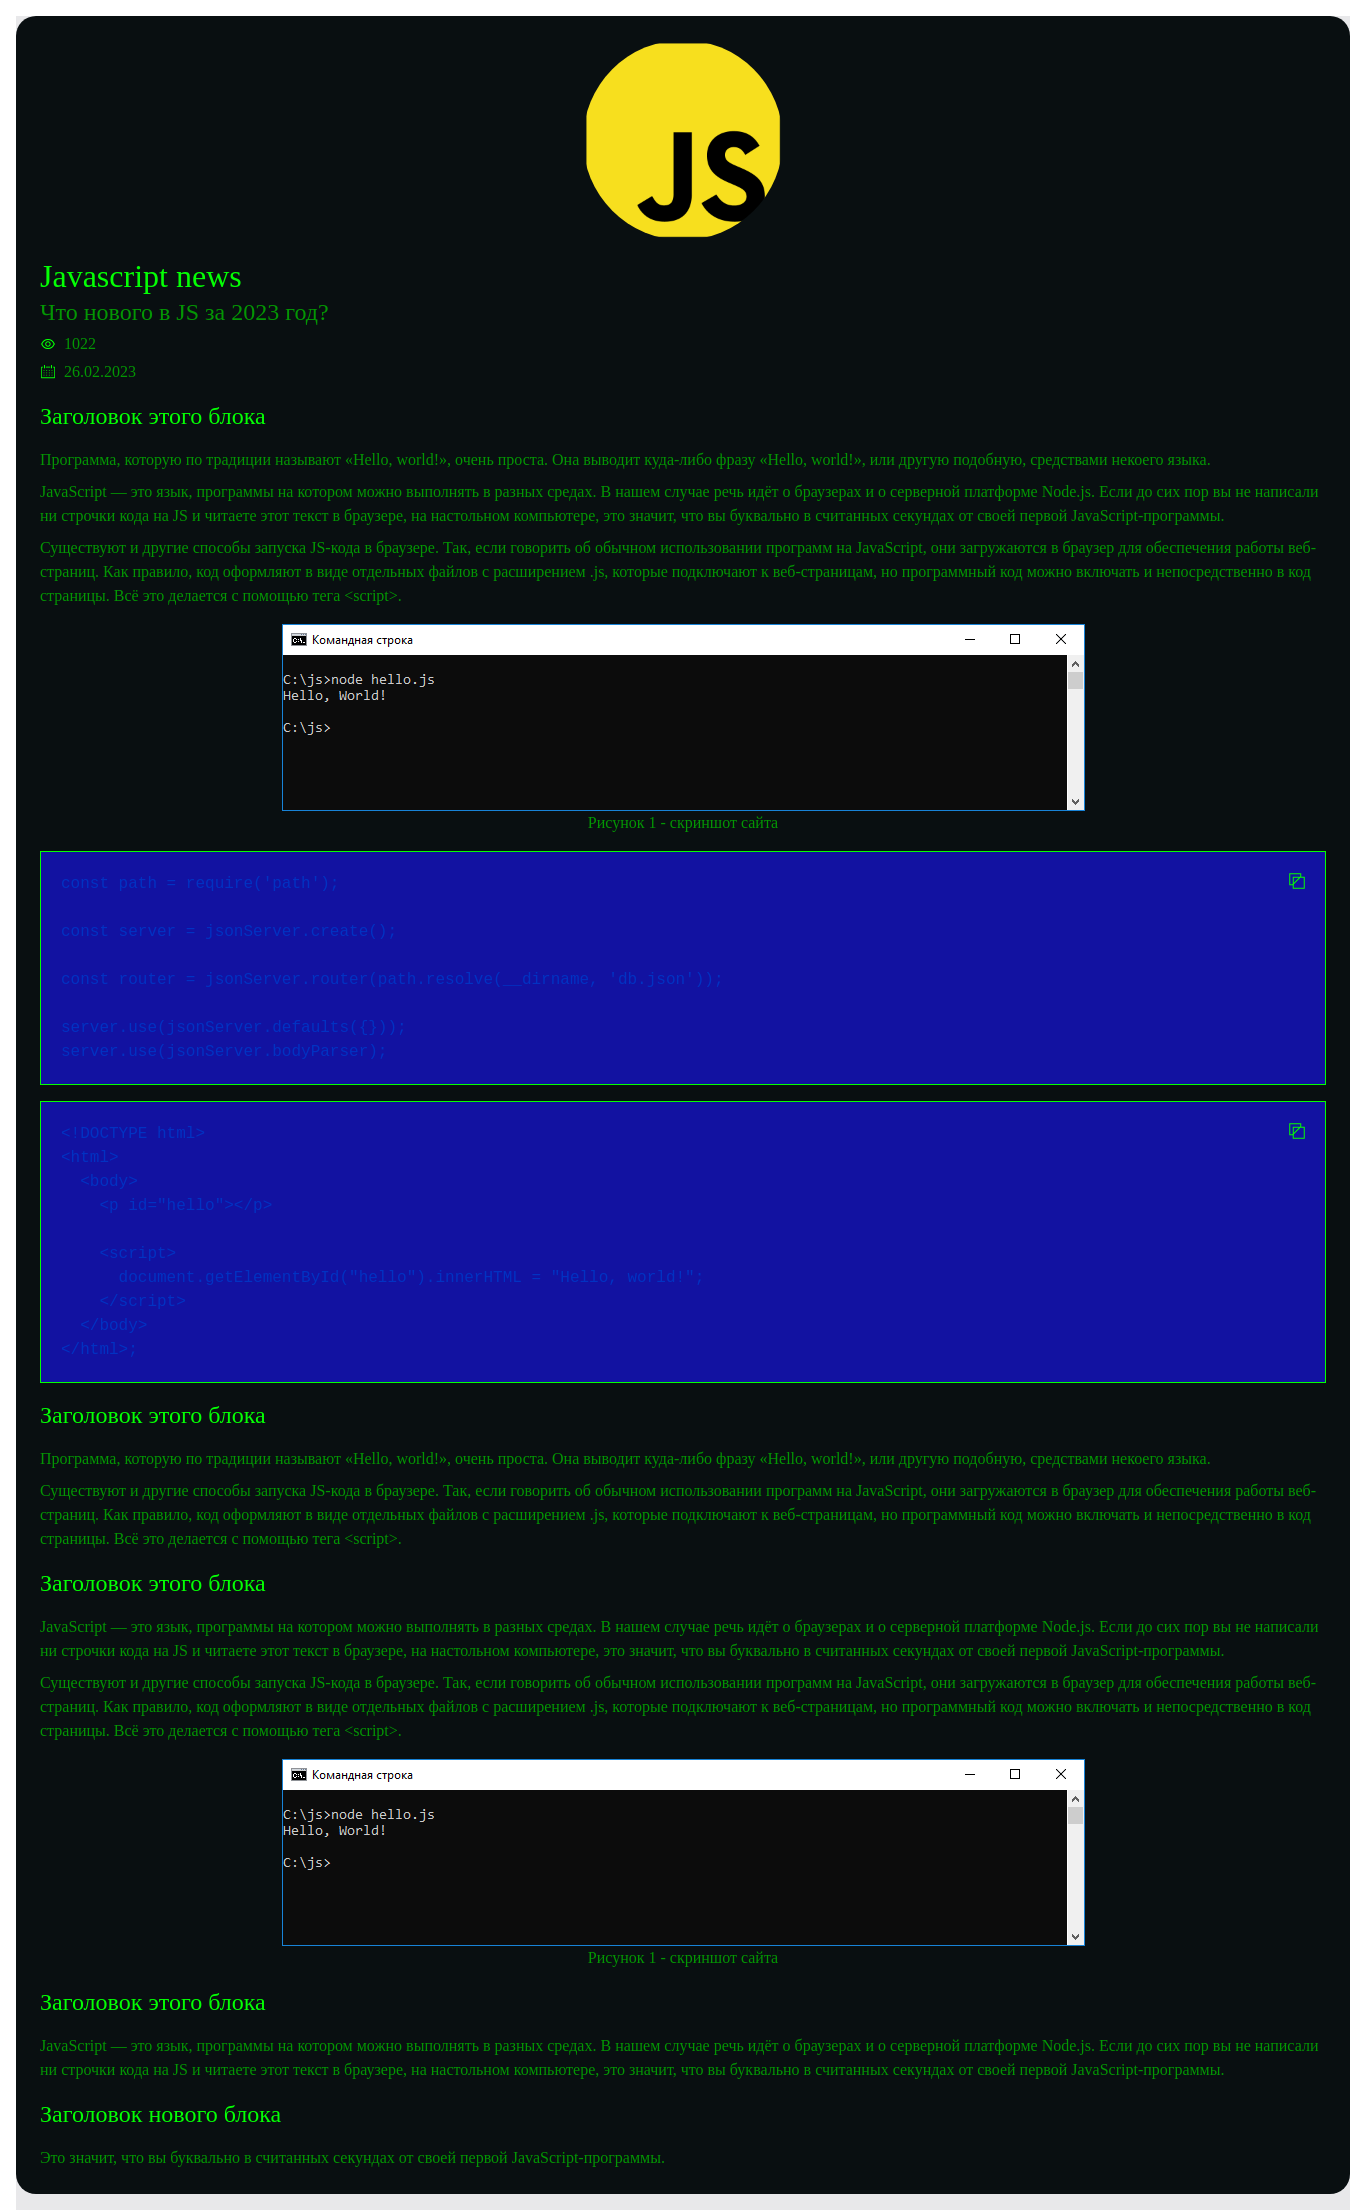 JS
Javascript news
Что нового в JS за 2023 год?
1022
26.02.2023
Заголовок этого блока
Программа, которую по традиции называют «Hello, world!», очень проста. Она выводит куда-либо фразу «Hello, world!», или другую подобную, средствами некоего языка.
JavaScript — это язык, программы на котором можно выполнять в разных средах. В нашем случае речь идёт о браузерах и о серверной платформе Node.js. Если до сих пор вы не написали
ни строчки кода на JS и читаете этот текст в браузере, на настольном компьютере, это значит, что вы буквально в считанных секундах от своей первой JavaScript-программы.
Существуют и другие способы запуска JS-кода в браузере. Так, если говорить об обычном использовании программ на JavaScript, они загружаются в браузер для обеспечения работы веб-
страниц. Как правило, код оформляют в виде отдельных файлов с расширением .js, которые подключают к веб-страницам, но программный код можно включать и непосредственно в код
страницы. Всё это делается с помощью тега <script>.
Командная строка
C:\js>node hello.js
Hello, World!
C:\js>
Рисунок 1 - скриншот сайта
const path = require('path');
const server = jsonServer.create();
const router = jsonServer.router(path.resolve(__dirname, 'db.json'));
server.use(jsonServer.defaults({}));
server.use(jsonServer.bodyParser);
<!DOCTYPE html>
<html>
  <body>
    <p id="hello"></p>
    <script>
      document.getElementById("hello").innerHTML = "Hello, world!";
    </script>
  </body>
</html>;
Заголовок этого блока
Программа, которую по традиции называют «Hello, world!», очень проста. Она выводит куда-либо фразу «Hello, world!», или другую подобную, средствами некоего языка.
Существуют и другие способы запуска JS-кода в браузере. Так, если говорить об обычном использовании программ на JavaScript, они загружаются в браузер для обеспечения работы веб-
страниц. Как правило, код оформляют в виде отдельных файлов с расширением .js, которые подключают к веб-страницам, но программный код можно включать и непосредственно в код
страницы. Всё это делается с помощью тега <script>.
Заголовок этого блока
JavaScript — это язык, программы на котором можно выполнять в разных средах. В нашем случае речь идёт о браузерах и о серверной платформе Node.js. Если до сих пор вы не написали
ни строчки кода на JS и читаете этот текст в браузере, на настольном компьютере, это значит, что вы буквально в считанных секундах от своей первой JavaScript-программы.
Существуют и другие способы запуска JS-кода в браузере. Так, если говорить об обычном использовании программ на JavaScript, они загружаются в браузер для обеспечения работы веб-
страниц. Как правило, код оформляют в виде отдельных файлов с расширением .js, которые подключают к веб-страницам, но программный код можно включать и непосредственно в код
страницы. Всё это делается с помощью тега <script>.
Командная строка
C:\js>node hello.js
Hello, World!
C:\js>
Рисунок 1 - скриншот сайта
Заголовок этого блока
JavaScript — это язык, программы на котором можно выполнять в разных средах. В нашем случае речь идёт о браузерах и о серверной платформе Node.js. Если до сих пор вы не написали
ни строчки кода на JS и читаете этот текст в браузере, на настольном компьютере, это значит, что вы буквально в считанных секундах от своей первой JavaScript-программы.
Заголовок нового блока
Это значит, что вы буквально в считанных секундах от своей первой JavaScript-программы.